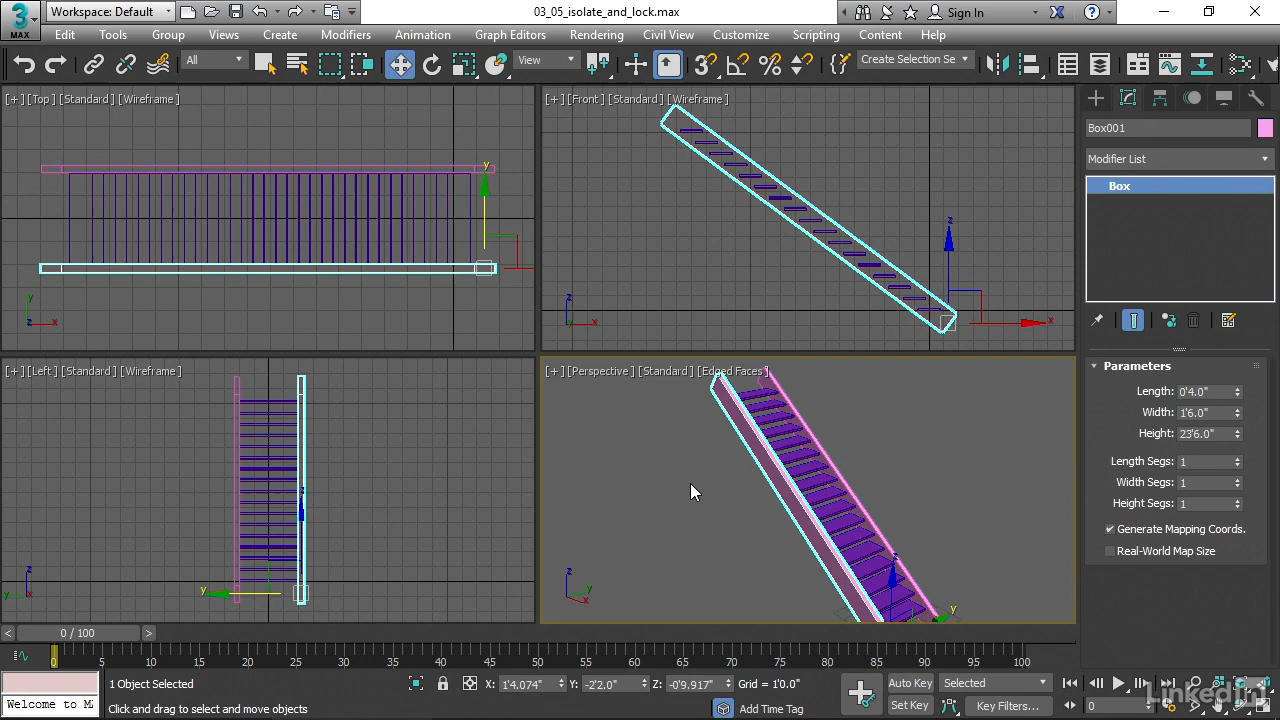 3
MAX
Workspace: Default
03_05_isolate_and_lock.max
Sign In
Edit Tools Group Views Create Modifiers Animation Graph Editors Rendering Civil View Customize Scripting Content Help
All
View
3
%
Create Selection Se
[+] [Top] [Standard] [Wireframe]
[+] [Front] [Standard] [Wireframe]
[+] [Left] [Standard] [Wireframe]
[+] [Perspective] [Standard] [Edged Faces]
y
y
z x
z
x
z
x
z
y
z
y x
z
y
z
y
x
Box001
Modifier List
Box
Parameters
Length: 0'4.0"
Width: 1'6.0"
Height: 23'6.0"
Length Segs: 1
Width Segs: 1
Height Segs: 1
Generate Mapping Coords.
Real-World Map Size
< 0 / 100 >
0 5 10 15 20 25 30 35 40 45 50 55 60 65 70 75 80 85 90 95 100
1 Object Selected
X: 1'4.074" Y: -2'2.0" Z: -0'9.917" Grid = 1'0.0"
Auto Key Selected
Welcome to MA
Click and drag to select and move objects
Add Time Tag
Set Key Key Filters...
0
LinkedIn